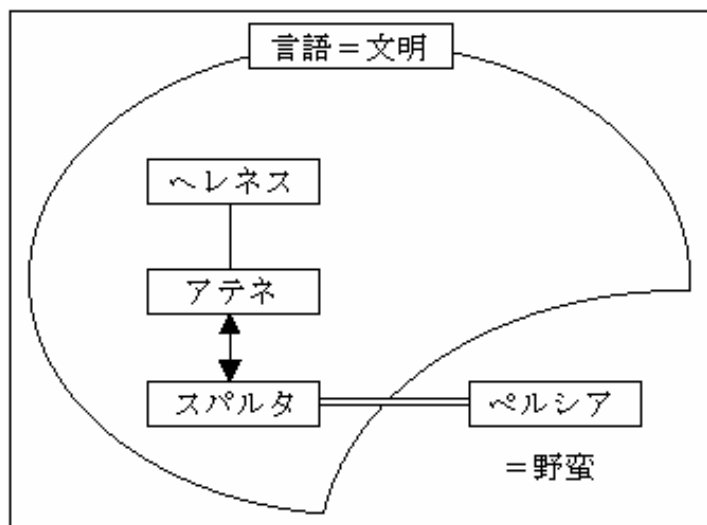 言語＝文明
ヘレネス
アテネ
スパルタ
ペルシア
＝野蛮